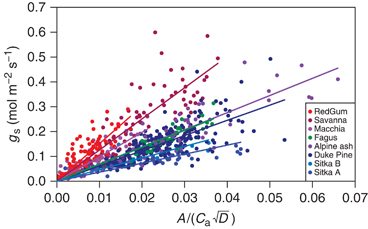 0.7
0.6
0.5
0.4
0.3
0.2
0.1
0.0
gs (mol m−2 s−1)
0.00 0.01 0.02 0.03 0.04 0.05 0.06 0.07
A/(Ca√D)
RedGum
Savanna
Macchia
Fagus
Alpine ash
Duke Pine
Sitka B
Sitka A